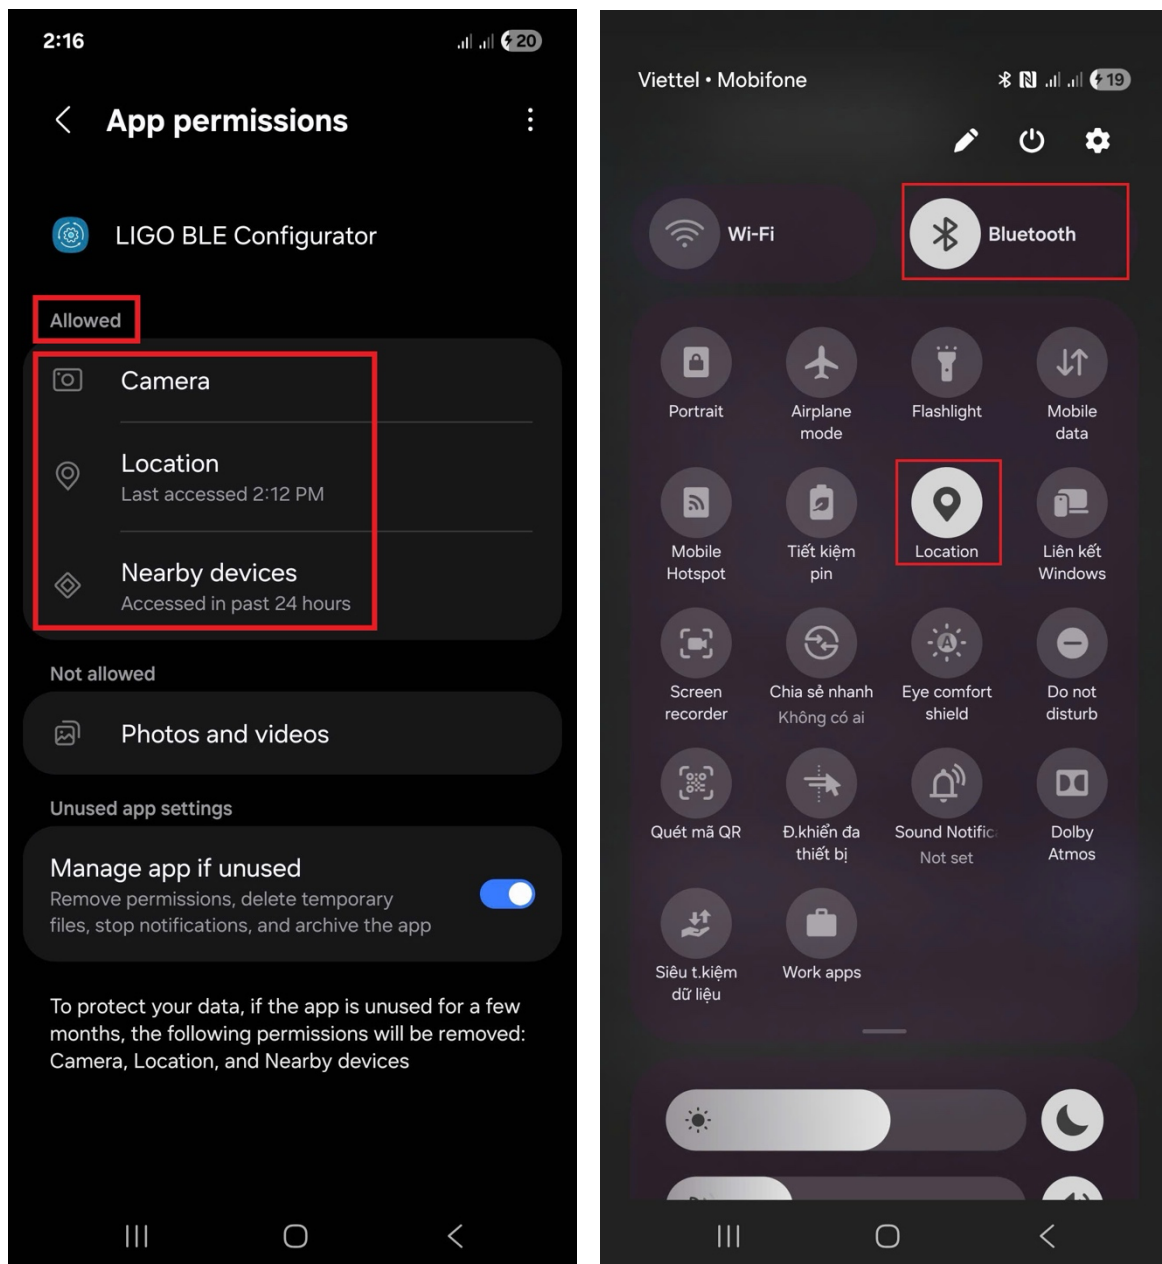 2:16
20
App permissions
LIGO BLE Configurator
Allowed
Camera
Location
Last accessed 2:12 PM
Nearby devices
Accessed in past 24 hours
Not allowed
Photos and videos
Unused app settings
Manage app if unused
Remove permissions, delete temporary
files, stop notifications, and archive the app
To protect your data, if the app is unused for a few
months, the following permissions will be removed:
Camera, Location, and Nearby devices
Viettel • Mobifone
19
Wi-Fi
Bluetooth
Portrait
Airplane
mode
Flashlight
Mobile
data
Mobile
Hotspot
Tiết kiệm
pin
Location
Liên kết
Windows
Screen
recorder
Chia sẻ nhanh
Không có ai
Eye comfort
shield
Do not
disturb
Quét mã QR
Đ.khiển đa
thiết bị
Sound Notific
Not set
Dolby
Atmos
Siêu t.kiệm
dữ liệu
Work apps